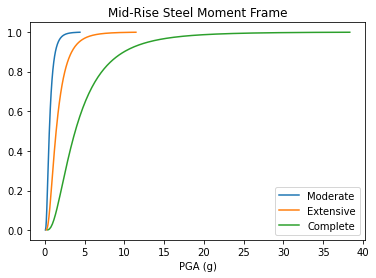 Mid-Rise Steel Moment Frame
1.0
0.8
0.6
0.4
0.2
0.0
Moderate
Extensive
Complete
0 5 10 15 20 25 30 35 40
PGA (g)